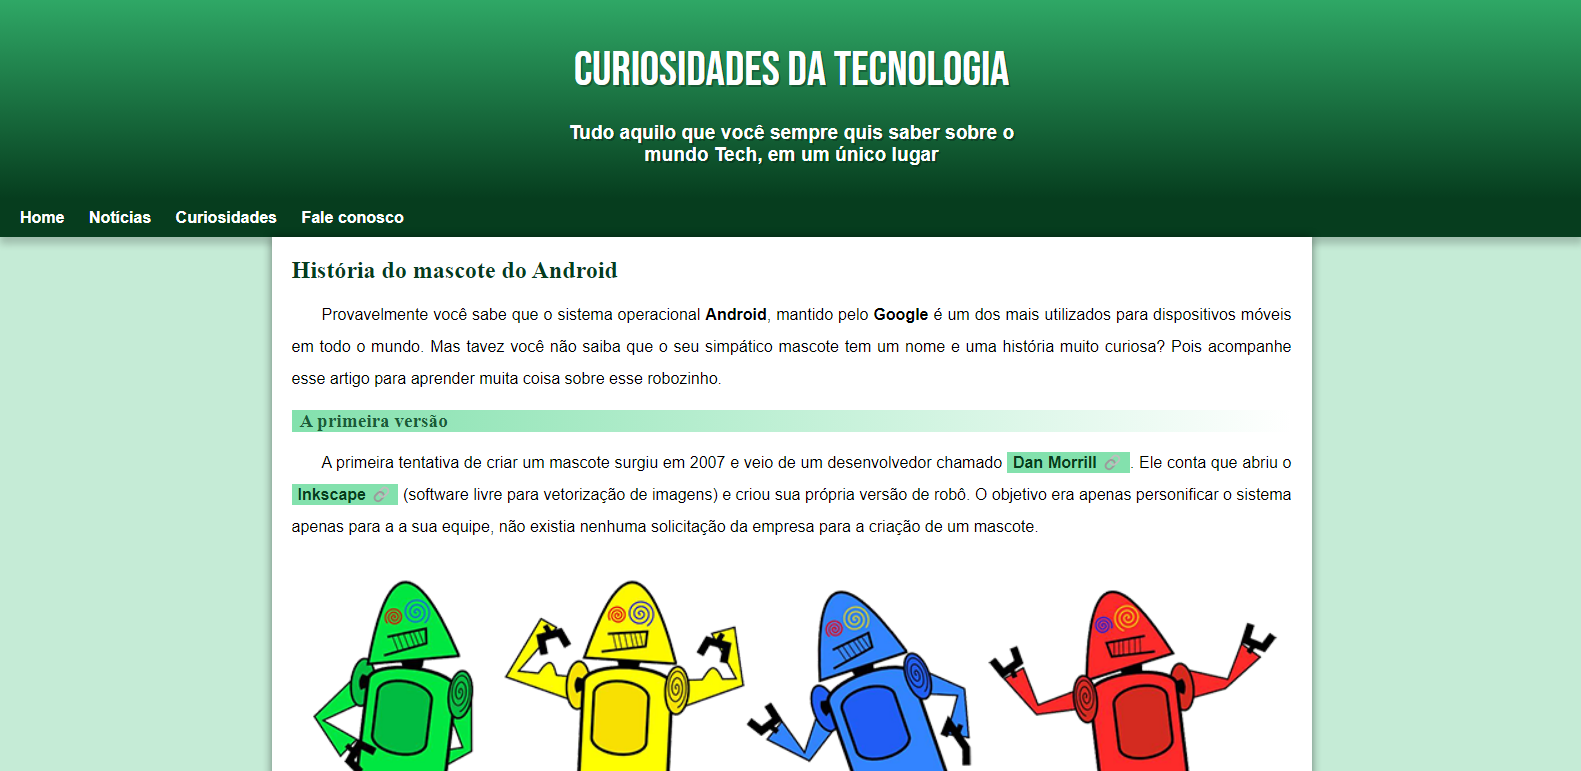 CURIOSIDADES DA TECNOLOGIA
Tudo aquilo que você sempre quis saber sobre o
mundo Tech, em um único lugar
Home Notícias Curiosidades Fale conosco
História do mascote do Android
Provavelmente você sabe que o sistema operacional Android, mantido pelo Google é um dos mais utilizados para dispositivos móveis
em todo o mundo. Mas tavez você não saiba que o seu simpático mascote tem um nome e uma história muito curiosa? Pois acompanhe
esse artigo para aprender muita coisa sobre esse robozinho.
A primeira versão
A primeira tentativa de criar um mascote surgiu em 2007 e veio de um desenvolvedor chamado Dan Morrill . Ele conta que abriu o
Inkscape (software livre para vetorização de imagens) e criou sua própria versão de robô. O objetivo era apenas personificar o sistema
apenas para a a sua equipe, não existia nenhuma solicitação da empresa para a criação de um mascote.